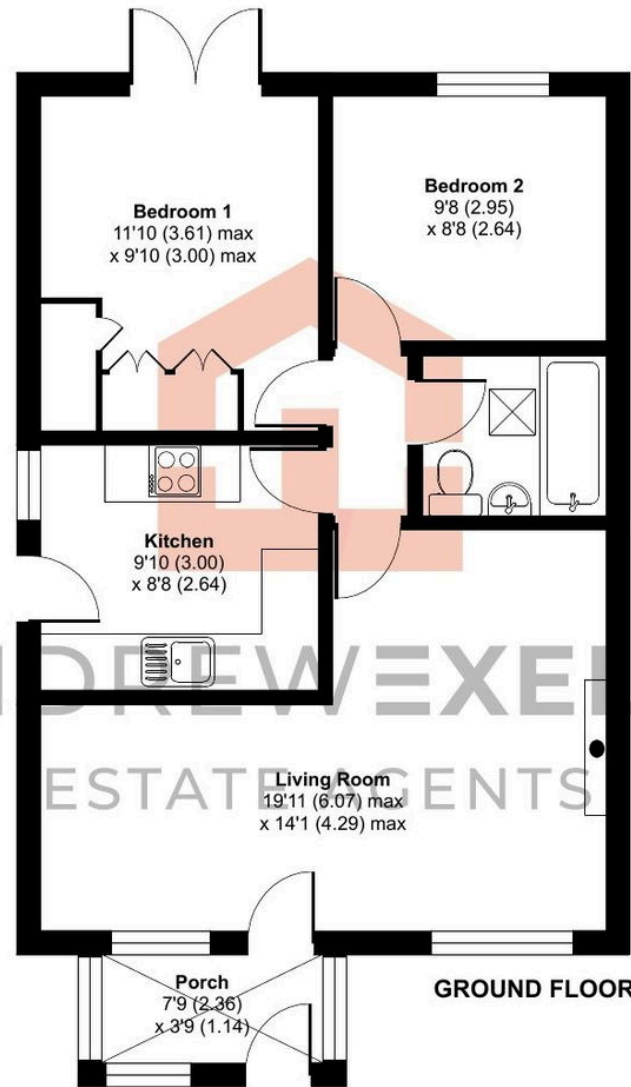 Bedroom 1
11'10 (3.61) max
x 9'10 (3.00) max
Bedroom 2
9'8 (2.95)
x 8'8 (2.64)
Kitchen
9'10 (3.00)
x 8'8 (2.64)
DREWEXE
ESTATE AGENTS
Living Room
19'11 (6.07) max
x 14'1 (4.29) max
Porch
7'9 (2.36)
x 3'9 (1.14)
GROUND FLOOR